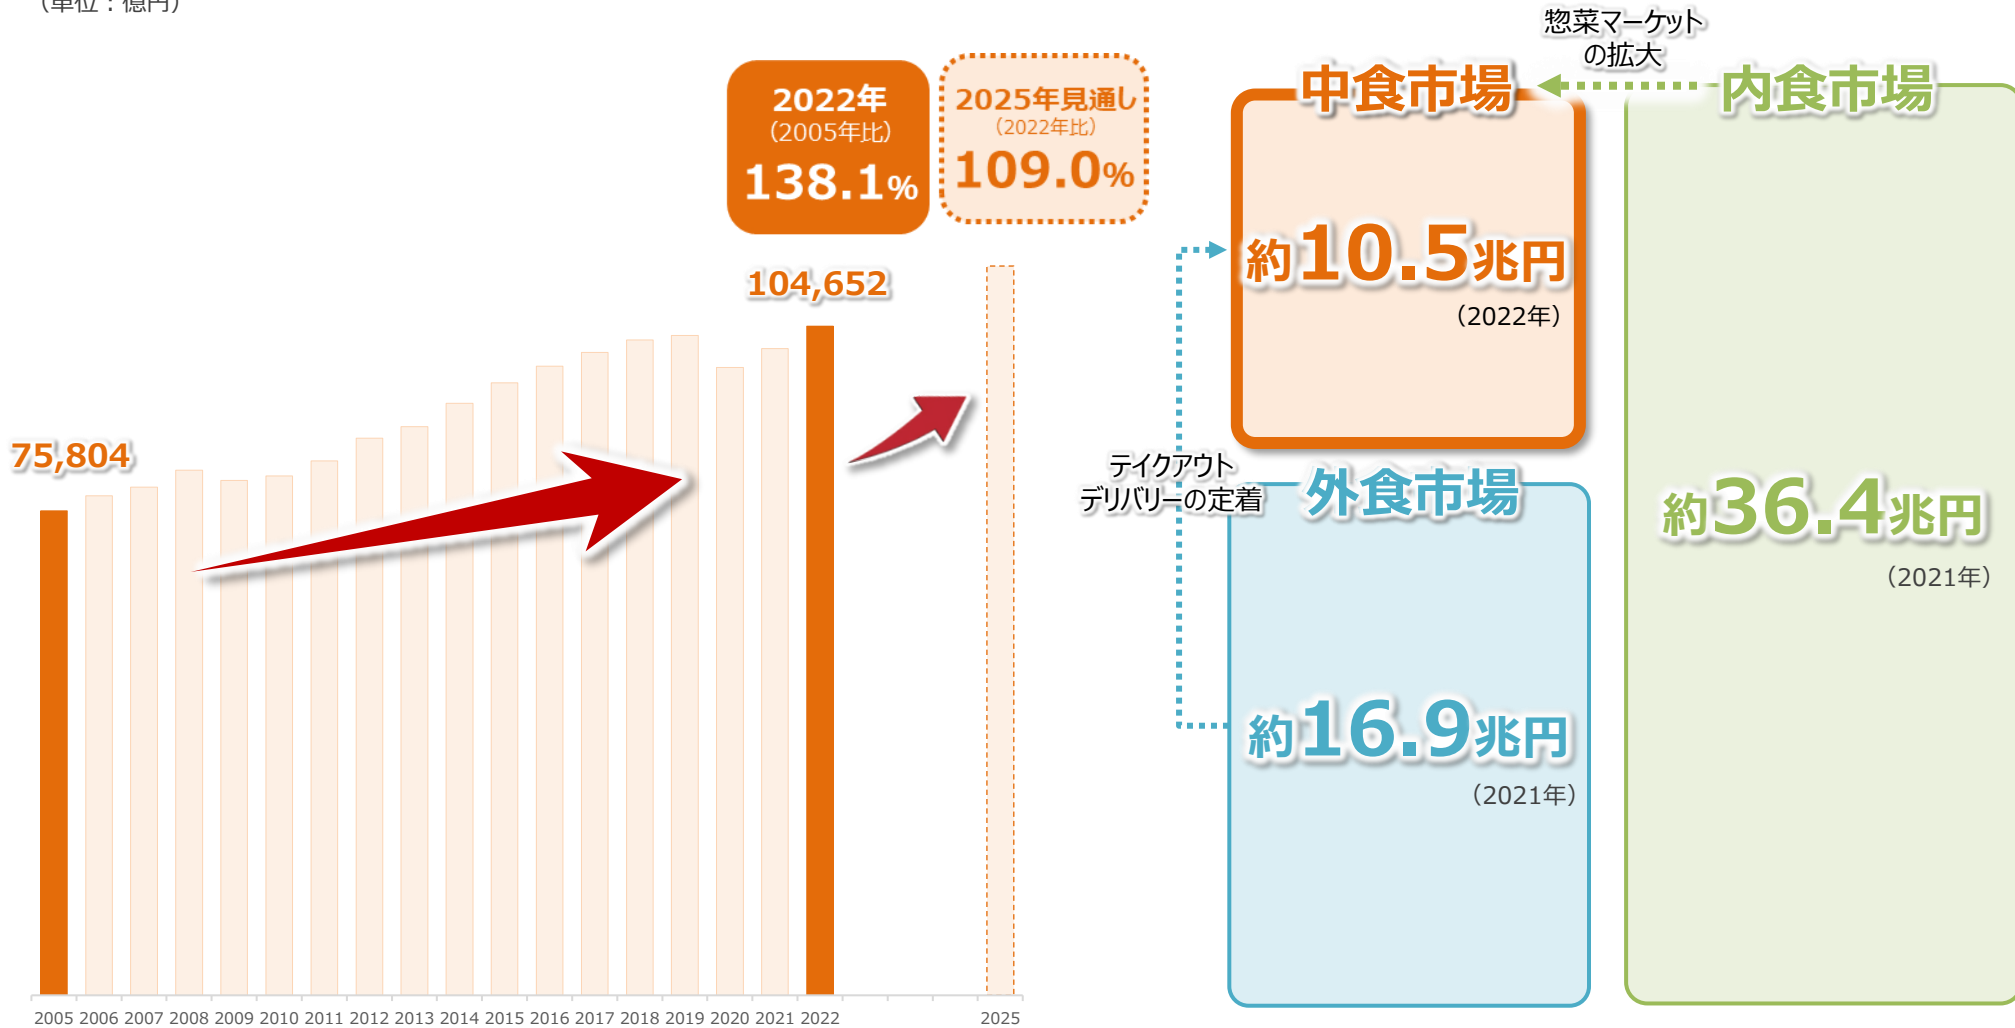 （単位：億円）
2022年
（2005年比）
138.1%
2025年見通し
（2022年比）
109.0%
104,652
75,804
2005 2006 2007 2008 2009 2010 2011 2012 2013 2014 2015 2016 2017 2018 2019 2020 2021 2022 2025
惣菜マーケット
の拡大
中食市場
約10.5兆円
（2022年）
テイクアウト
デリバリーの定着
外食市場
約16.9兆円
（2021年）
内食市場
約36.4兆円
（2021年）